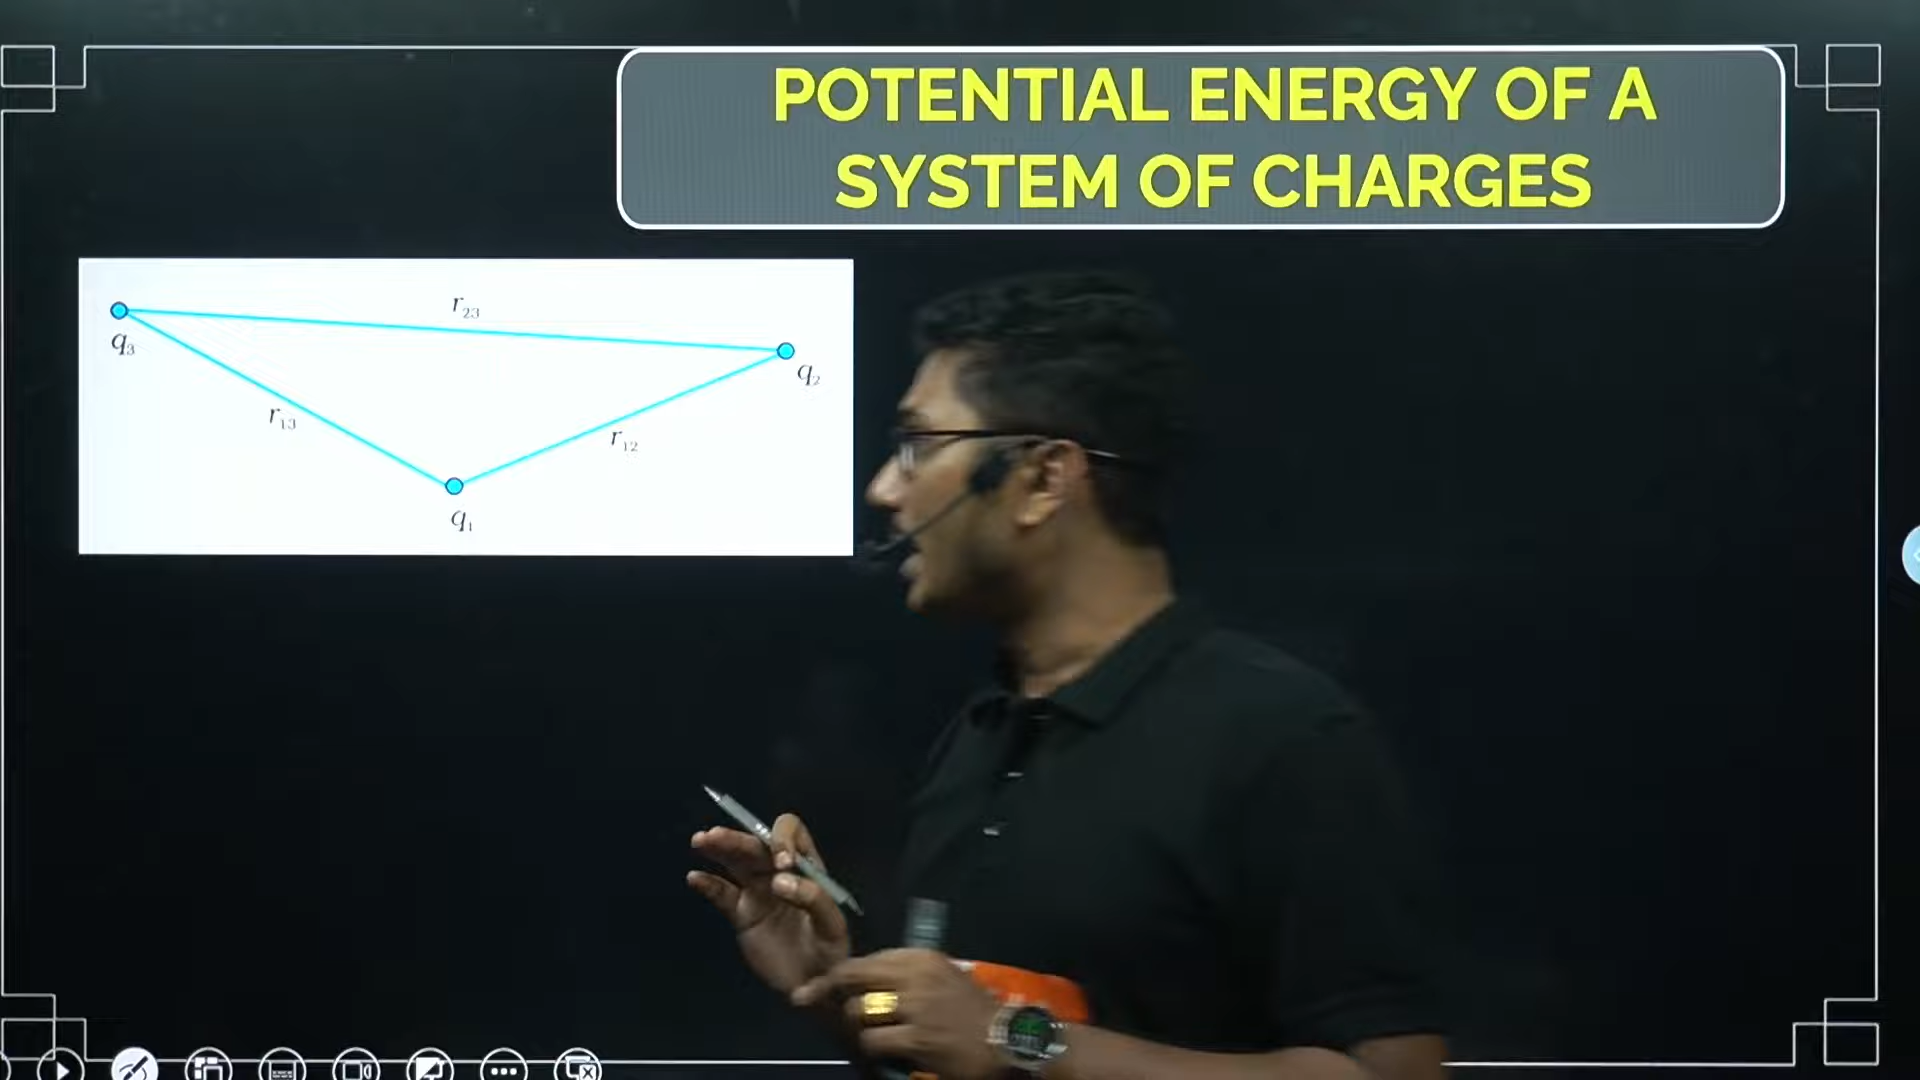 POTENTIAL ENERGY OF A
SYSTEM OF CHARGES
r₂₃
q₃
q₂
r₁₃
r₁₂
q₁